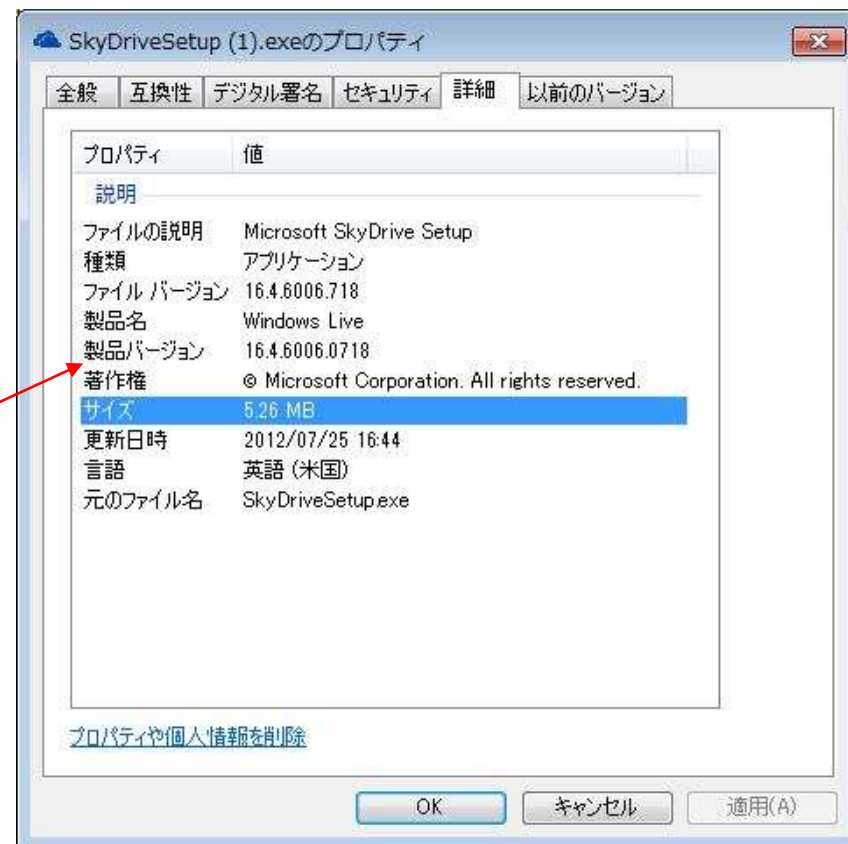 SkyDriveSetup (1).exeのプロパティ
全般 互換性 デジタル署名 セキュリティ 詳細 以前のバージョン
プロパティ 値
説明
ファイルの説明 Microsoft SkyDrive Setup
種類 アプリケーション
ファイル バージョン 16.4.6006.718
製品名 Windows Live
製品バージョン 16.4.6006.0718
著作権 © Microsoft Corporation. All rights reserved.
サイズ 5.26 MB
更新日時 2012/07/25 16:44
言語 英語 (米国)
元のファイル名 SkyDriveSetup.exe
プロパティや個人情報を削除
OK キャンセル 適用(A)